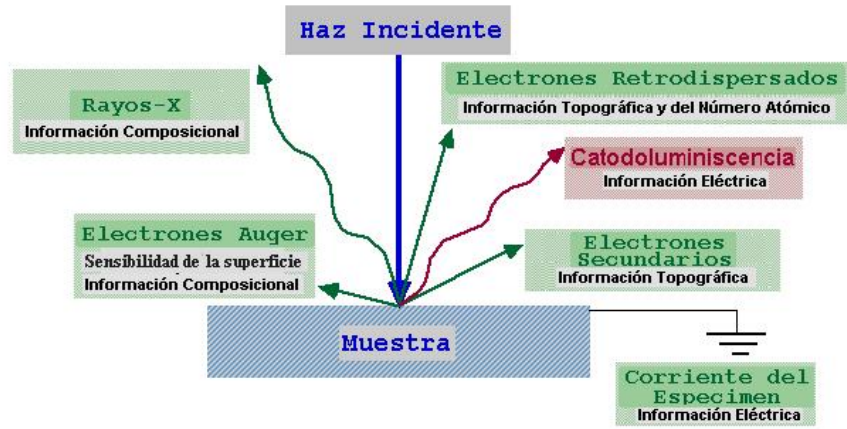 Haz Incidente
Electrones Retrodispersados
Información Topográfica y del Número Atómico
Rayos-X
Información Composicional
Catodoluminiscencia
Información Eléctrica
Electrones Auger
Sensibilidad de la superficie
Información Composicional
Electrones
Secundarios
Información Topográfica
Muestra
Corriente del
Especimen
Información Eléctrica